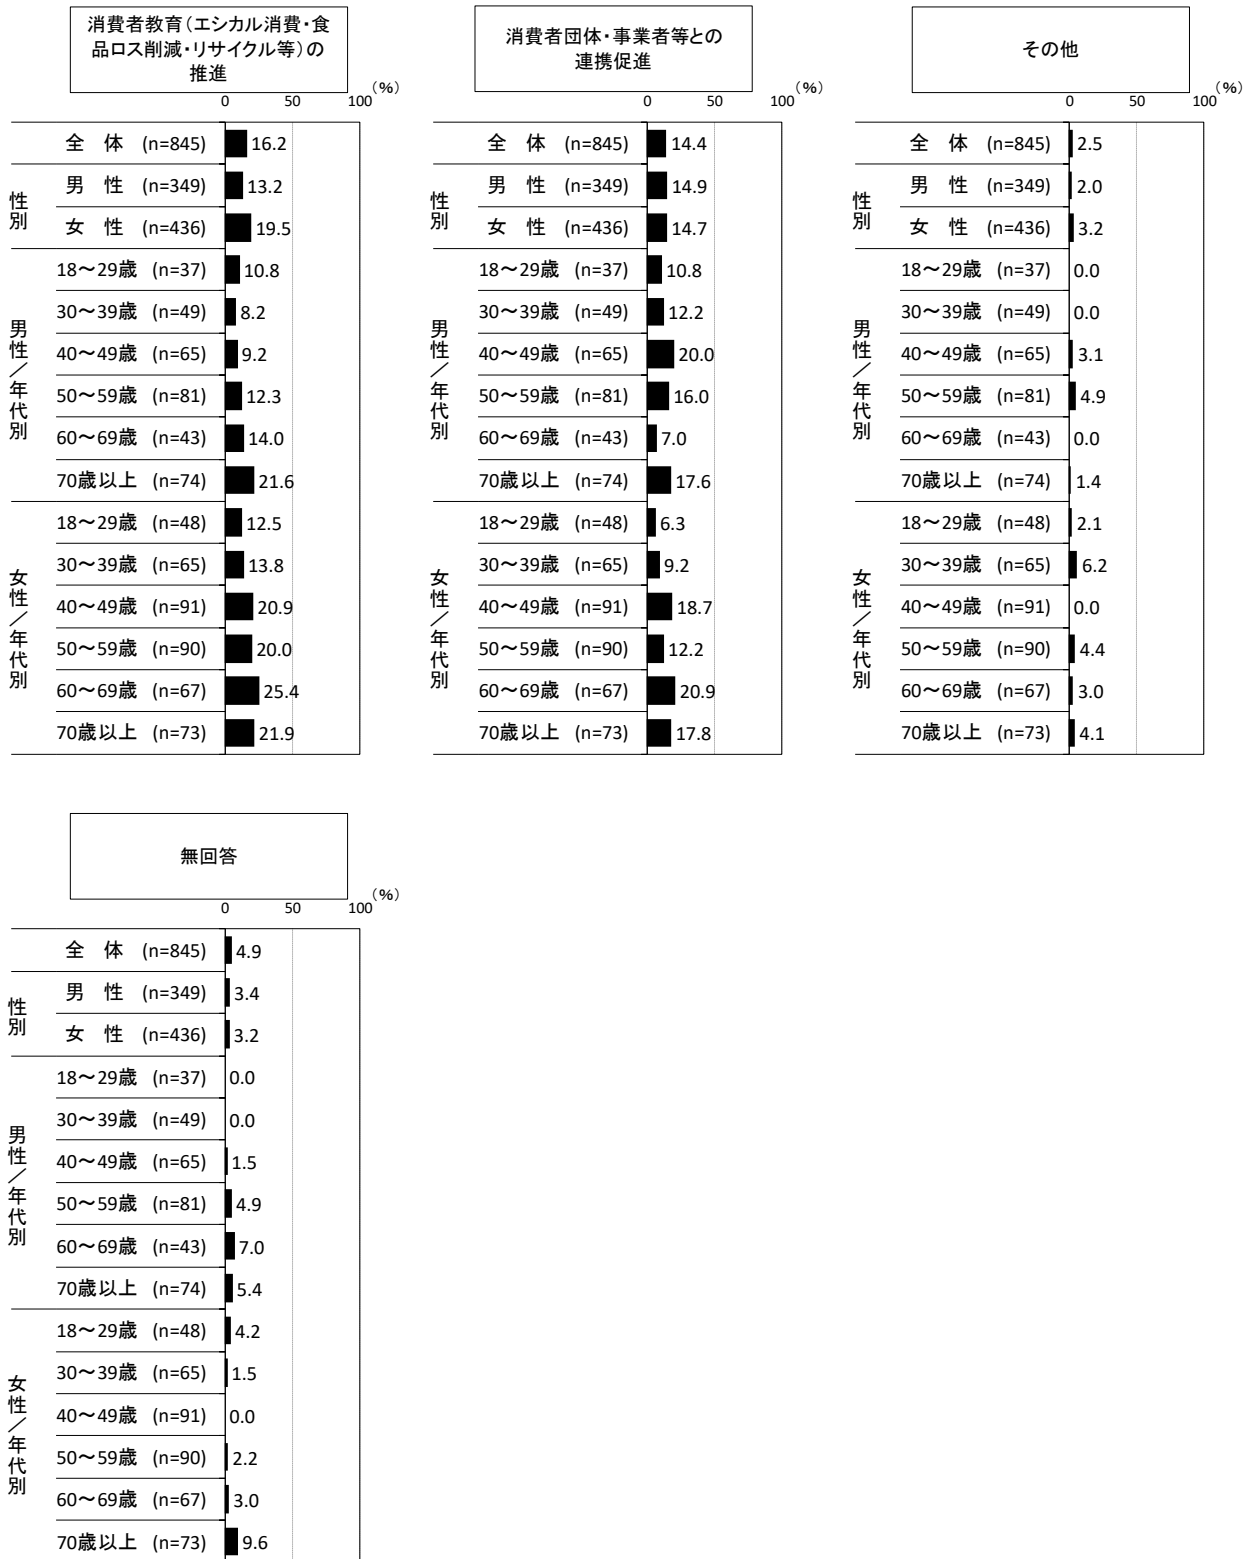 消費者教育(エシカル消費・食
品ロス削減・リサイクル等)の
推進
0 50 100 (%)
全 体 (n=845) 16.2
性別
男 性 (n=349) 13.2
女 性 (n=436) 19.5
男性/年代別
18~29歳 (n=37) 10.8
30~39歳 (n=49) 8.2
40~49歳 (n=65) 9.2
50~59歳 (n=81) 12.3
60~69歳 (n=43) 14.0
70歳以上 (n=74) 21.6
女性/年代別
18~29歳 (n=48) 12.5
30~39歳 (n=65) 13.8
40~49歳 (n=91) 20.9
50~59歳 (n=90) 20.0
60~69歳 (n=67) 25.4
70歳以上 (n=73) 21.9
消費者団体・事業者等との
連携促進
0 50 100 (%)
全 体 (n=845) 14.4
性別
男 性 (n=349) 14.9
女 性 (n=436) 14.7
男性/年代別
18~29歳 (n=37) 10.8
30~39歳 (n=49) 12.2
40~49歳 (n=65) 20.0
50~59歳 (n=81) 16.0
60~69歳 (n=43) 7.0
70歳以上 (n=74) 17.6
女性/年代別
18~29歳 (n=48) 6.3
30~39歳 (n=65) 9.2
40~49歳 (n=91) 18.7
50~59歳 (n=90) 12.2
60~69歳 (n=67) 20.9
70歳以上 (n=73) 17.8
その他
0 50 100 (%)
全 体 (n=845) 2.5
性別
男 性 (n=349) 2.0
女 性 (n=436) 3.2
男性/年代別
18~29歳 (n=37) 0.0
30~39歳 (n=49) 0.0
40~49歳 (n=65) 3.1
50~59歳 (n=81) 4.9
60~69歳 (n=43) 0.0
70歳以上 (n=74) 1.4
女性/年代別
18~29歳 (n=48) 2.1
30~39歳 (n=65) 6.2
40~49歳 (n=91) 0.0
50~59歳 (n=90) 4.4
60~69歳 (n=67) 3.0
70歳以上 (n=73) 4.1
無回答
0 50 100 (%)
全 体 (n=845) 4.9
性別
男 性 (n=349) 3.4
女 性 (n=436) 3.2
男性/年代別
18~29歳 (n=37) 0.0
30~39歳 (n=49) 0.0
40~49歳 (n=65) 1.5
50~59歳 (n=81) 4.9
60~69歳 (n=43) 7.0
70歳以上 (n=74) 5.4
女性/年代別
18~29歳 (n=48) 4.2
30~39歳 (n=65) 1.5
40~49歳 (n=91) 0.0
50~59歳 (n=90) 2.2
60~69歳 (n=67) 3.0
70歳以上 (n=73) 9.6